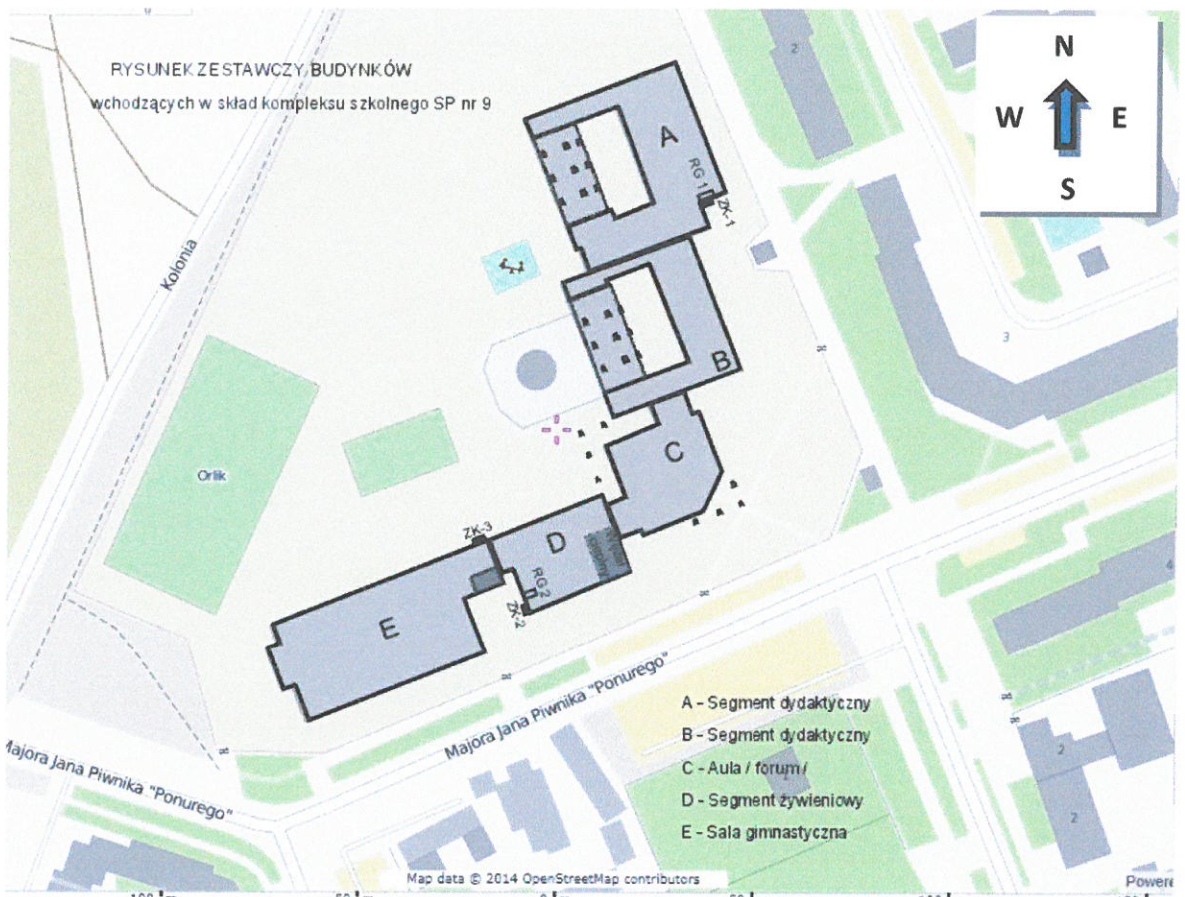 RYSUNEK ZESTAWCZY BUDYNKÓW
wchodzących w skład kompleksu szkolnego SP nr 9
N
W E
S
2
A
RG 1
ZK-1
Kolonia
3
B
Orlik
C
ZK-3
D
RG 2
ZK-2
E
4
Majora Jana Piwnika "Ponurego"
Majora Jana Piwnika "Ponurego"
A - Segment dydaktyczny
B - Segment dydaktyczny
C - Aula / forum /
D - Segment żywieniowy
E - Sala gimnastyczna
2
2
Map data © 2014 OpenStreetMap contributors
Powere